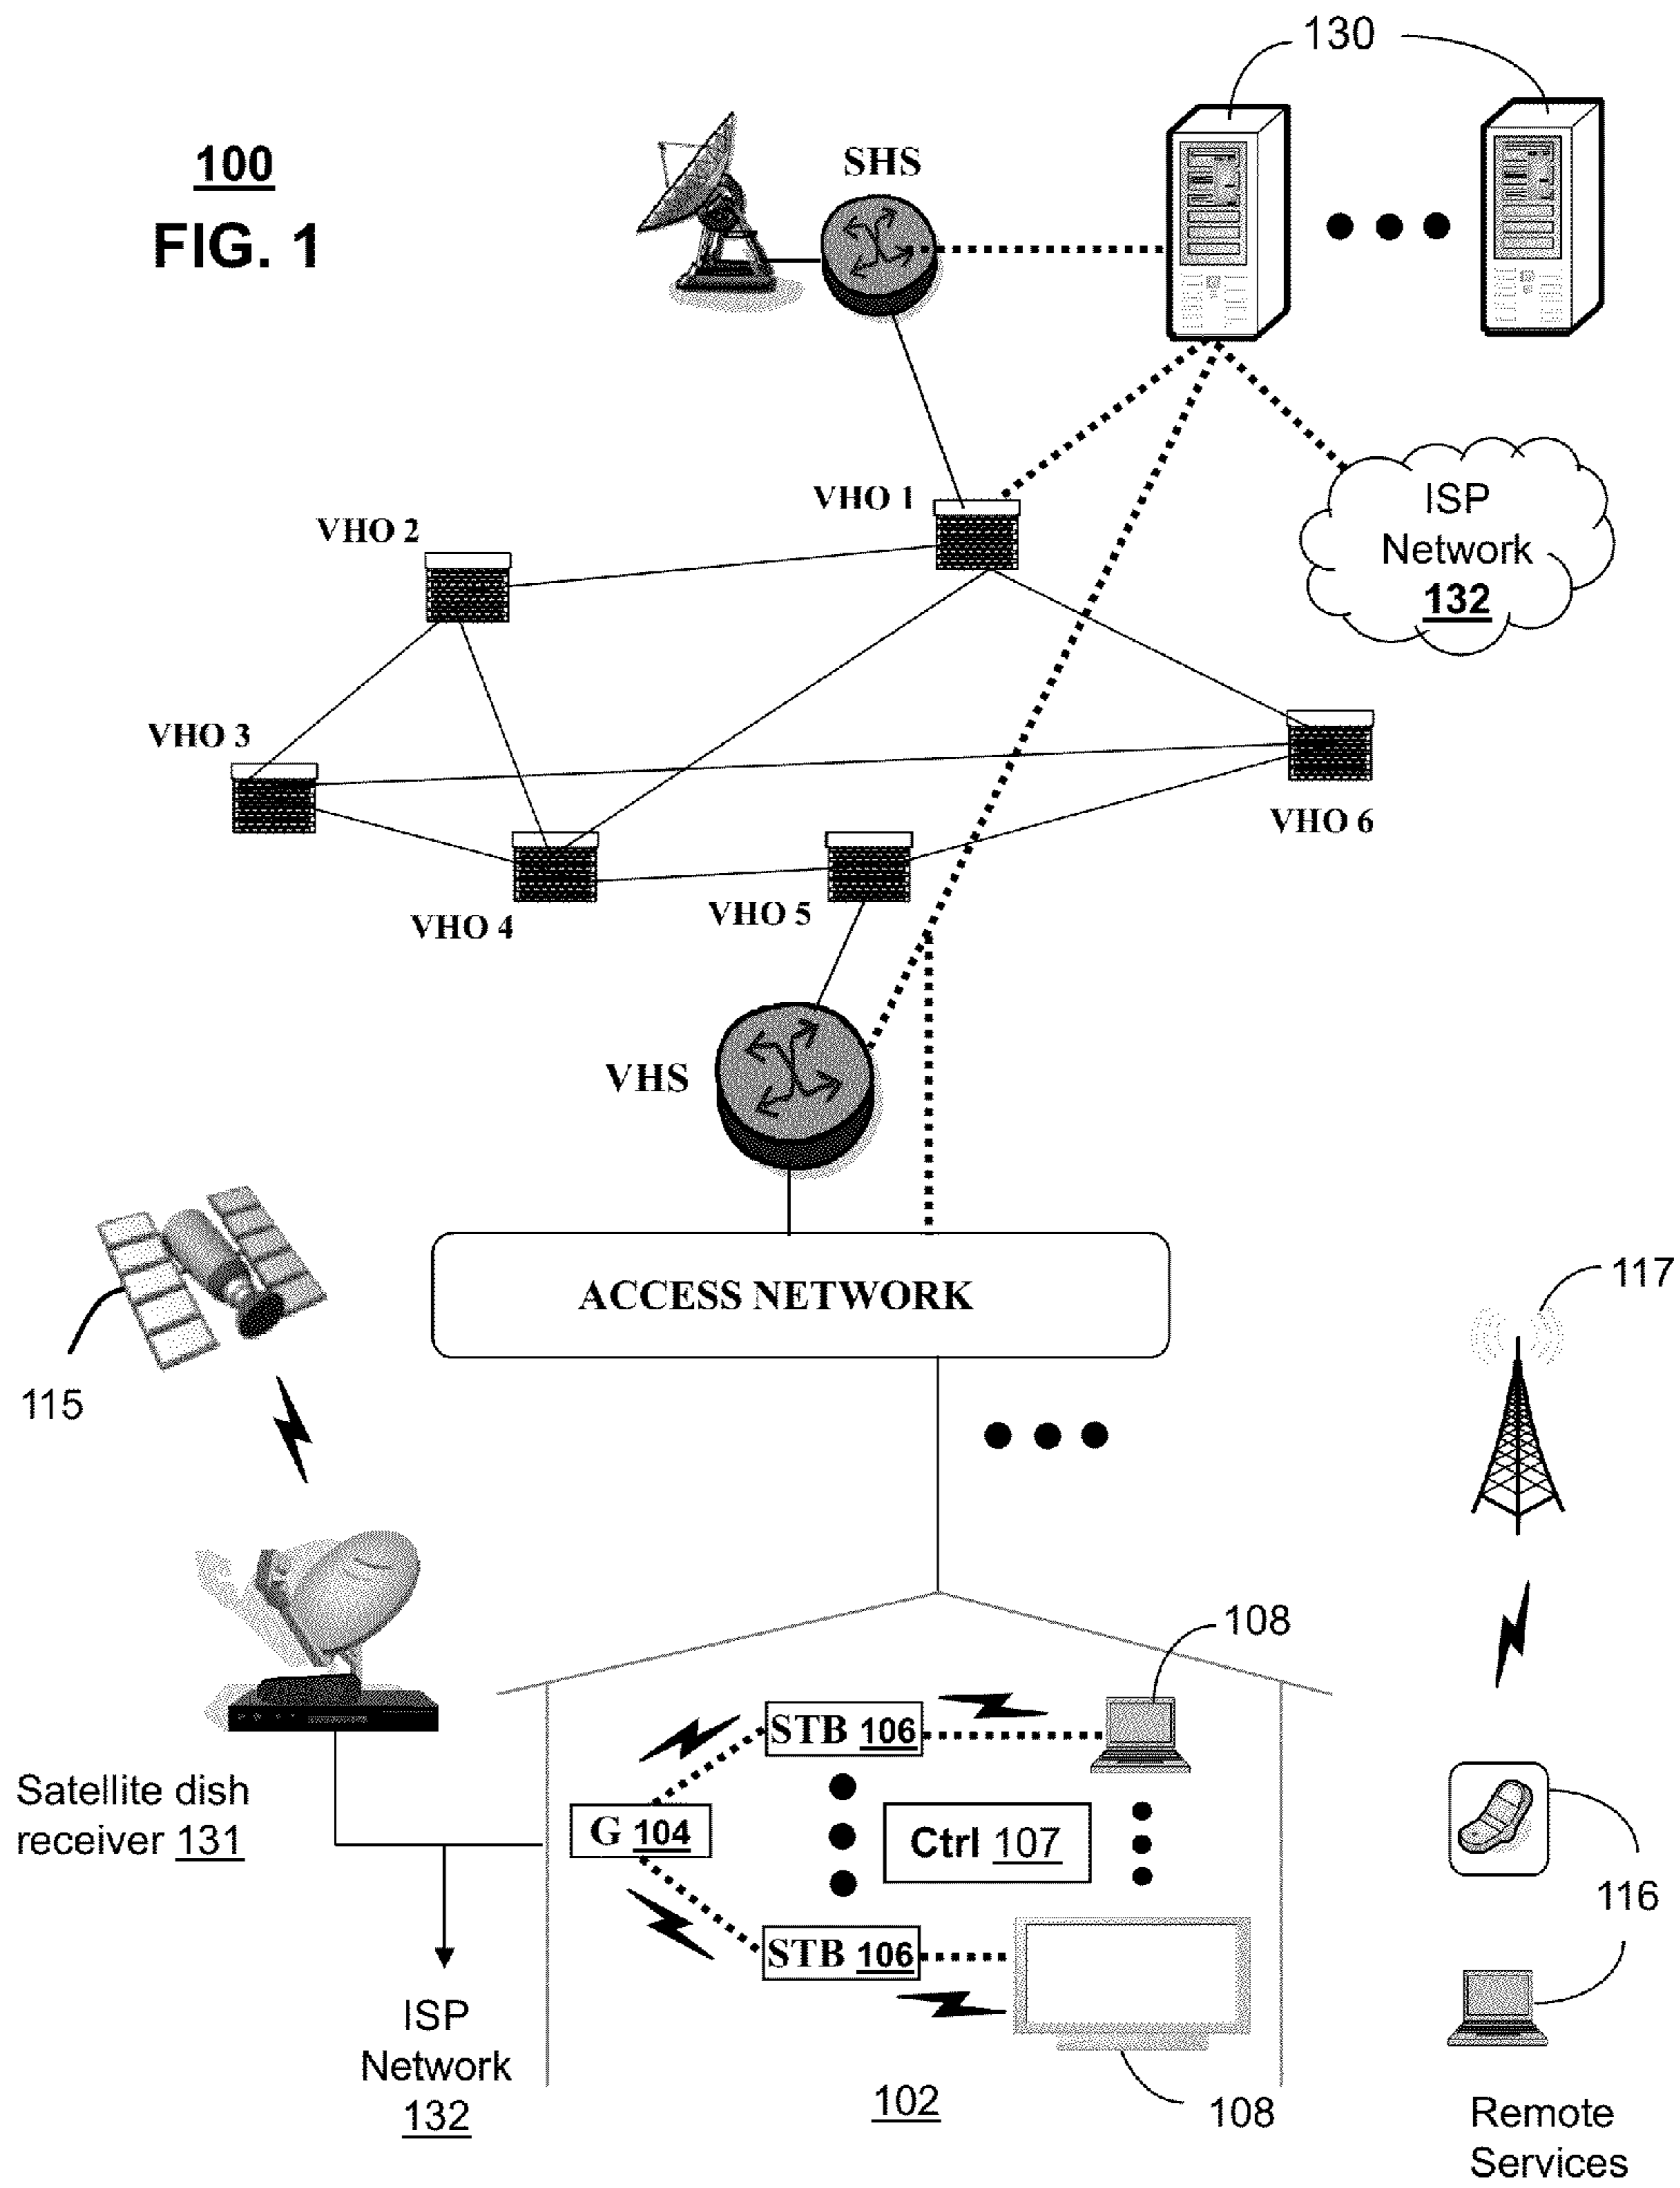 130
100
FIG. 1
SHS
VHO 1
ISP
Network
132
VHO 2
VHO 3
VHO 6
VHO 4
VHO 5
VHS
ACCESS NETWORK
117
115
108
STB 106
Satellite dish
receiver 131
G 104
Ctrl 107
116
STB 106
ISP
Network
132
102
108
Remote
Services